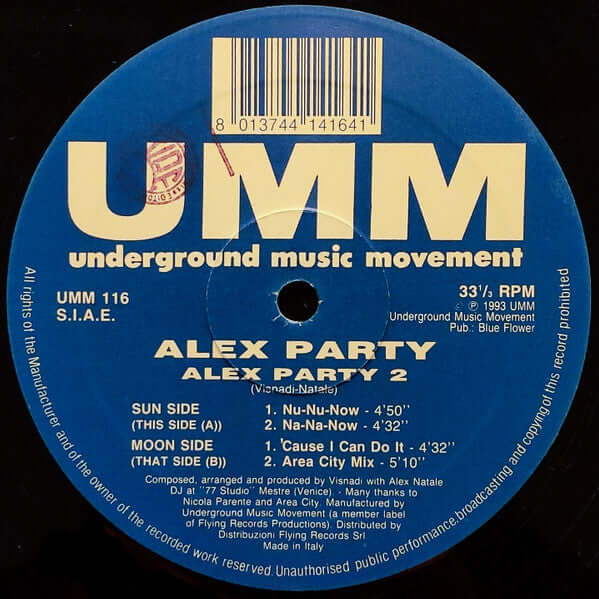 8 013744 141641
UMM
underground music movement
UMM 116
S.I.A.E.
33 1/3 RPM
℗ 1993 UMM
Underground Music Movement
Pub.: Blue Flower
ALEX PARTY
ALEX PARTY 2
(Visnadi-Natale)
SUN SIDE 1. Nu-Nu-Now - 4'50''
(THIS SIDE (A)) 2. Na-Na-Now - 4'32''
MOON SIDE 1. 'Cause I Can Do It - 4'32''
(THAT SIDE (B)) 2. Area City Mix - 5'10''
Composed, arranged and produced by Visnadi with Alex Natale
DJ at "77 Studio" Mestre (Venice). - Many thanks to
Nicola Parente and Area City. Manufactured by
Underground Music Movement (a member label
of Flying Records Productions). Distributed by
Distribuzioni Flying Records Srl
Made in Italy
All rights of the Manufacturer and of the owner of the recorded work reserved. Unauthorised public performance, broadcasting and copying of this record prohibited